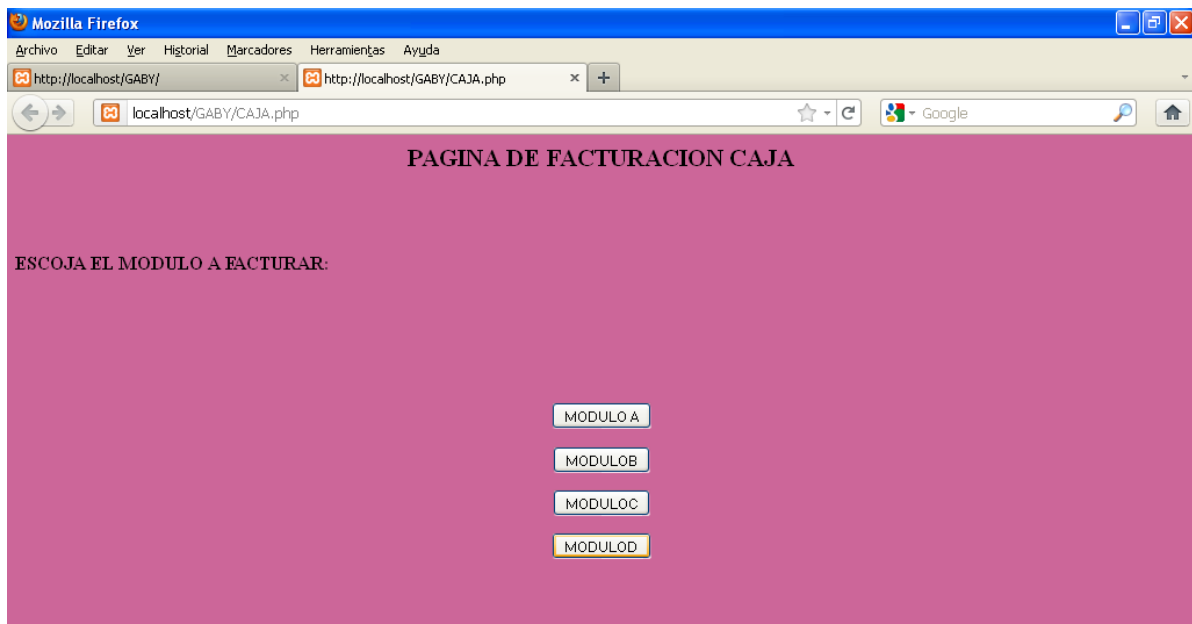 Mozilla Firefox
Archivo Editar Ver Historial Marcadores Herramientas Ayuda
http://localhost/GABY/ http://localhost/GABY/CAJA.php
localhost/GABY/CAJA.php Google
PAGINA DE FACTURACION CAJA
ESCOJA EL MODULO A FACTURAR:
MODULO A
MODULOB
MODULOC
MODULOD